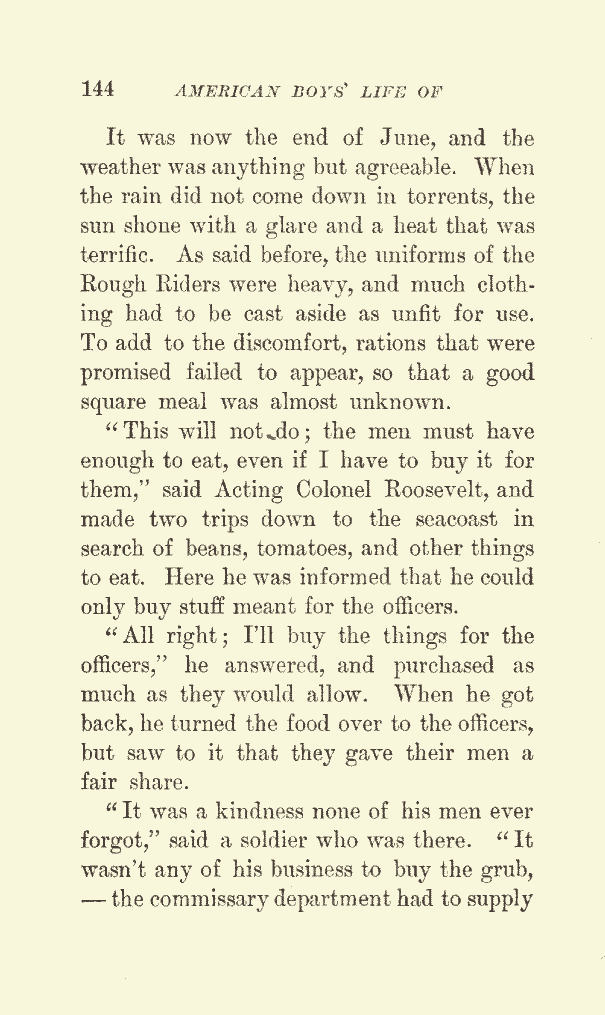 144 AMERICAN BOYS' LIFE OF
It was now the end of June, and the
weather was anything but agreeable. When
the rain did not come down in torrents, the
sun shone with a glare and a heat that was
terrific. As said before, the uniforms of the
Rough Riders were heavy, and much cloth-
ing had to be cast aside as unfit for use.
To add to the discomfort, rations that were
promised failed to appear, so that a good
square meal was almost unknown.
“This will not do; the men must have
enough to eat, even if I have to buy it for
them,” said Acting Colonel Roosevelt, and
made two trips down to the seacoast in
search of beans, tomatoes, and other things
to eat. Here he was informed that he could
only buy stuff meant for the officers.
“All right; I'll buy the things for the
officers,” he answered, and purchased as
much as they would allow. When he got
back, he turned the food over to the officers,
but saw to it that they gave their men a
fair share.
“It was a kindness none of his men ever
forgot,” said a soldier who was there. “It
wasn't any of his business to buy the grub,
— the commissary department had to supply